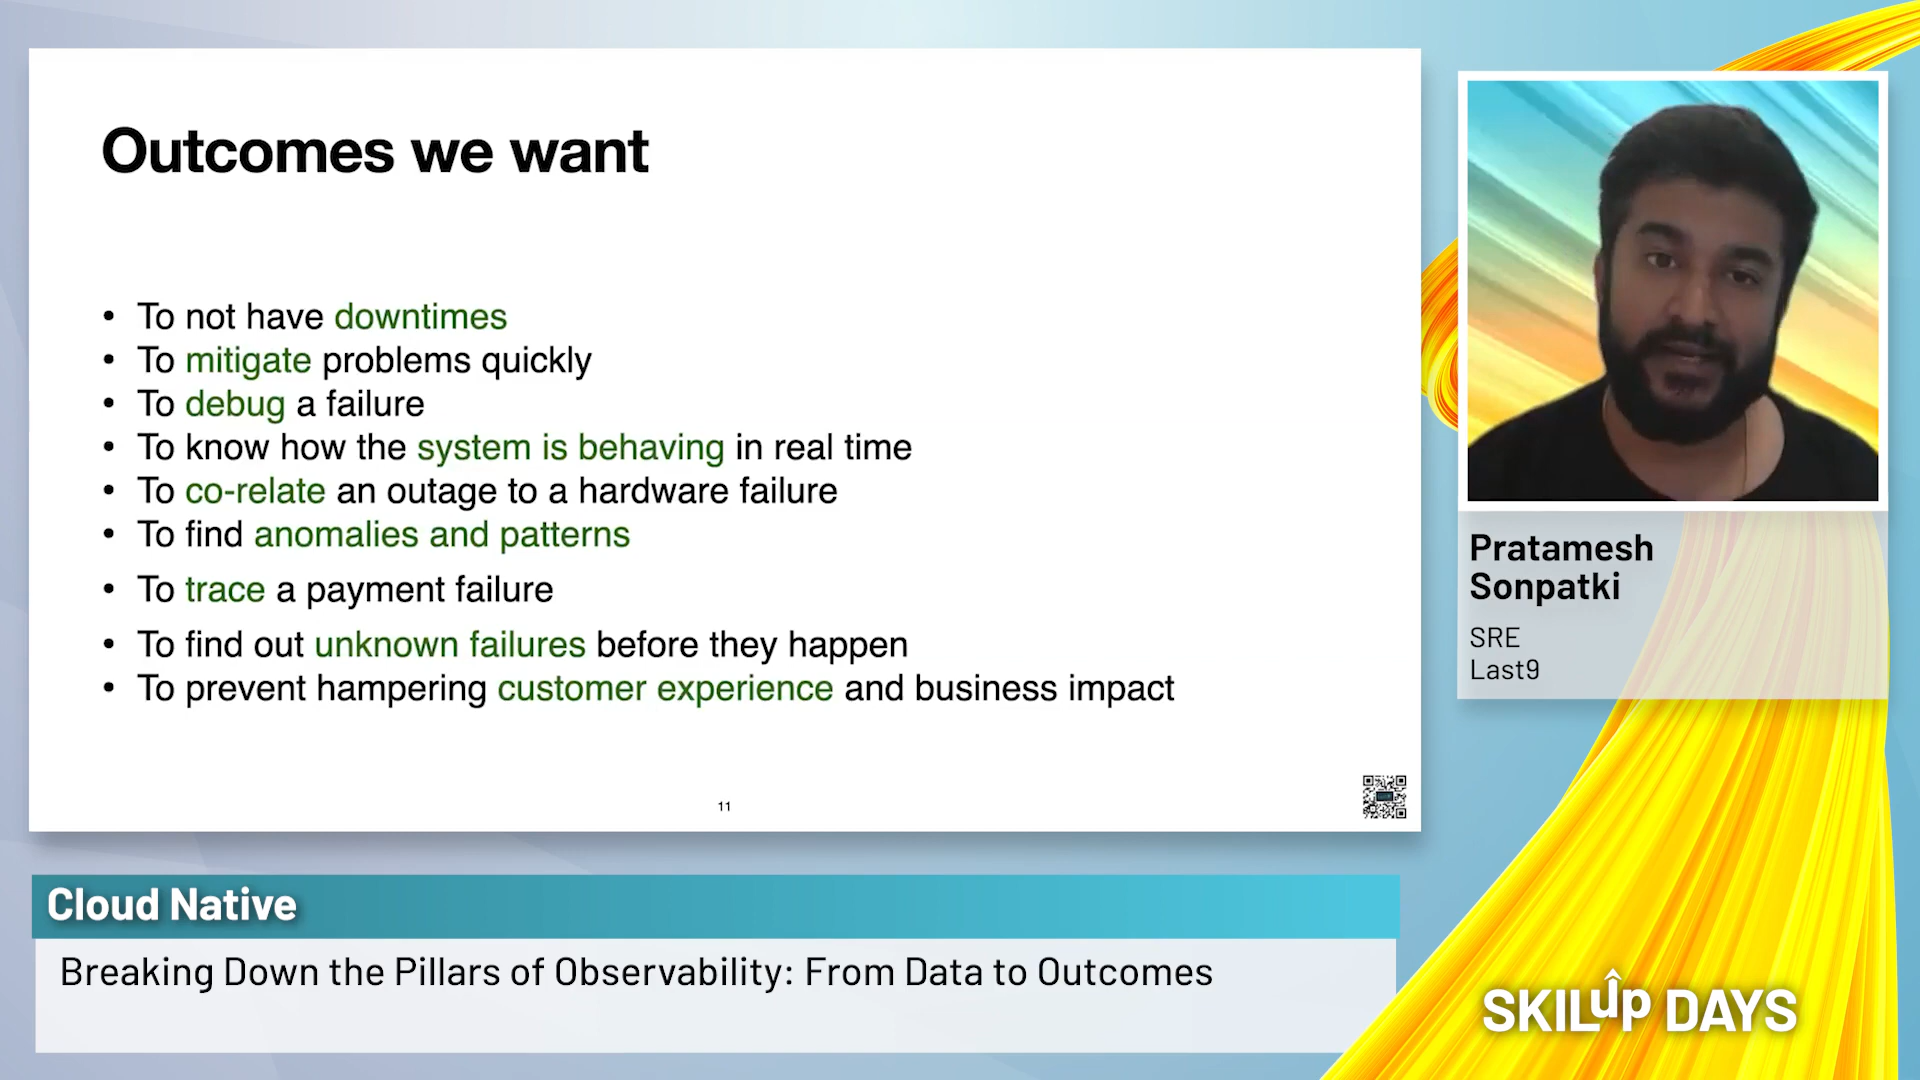 Outcomes we want
• To not have downtimes
• To mitigate problems quickly
• To debug a failure
• To know how the system is behaving in real time
• To co-relate an outage to a hardware failure
• To find anomalies and patterns
• To trace a payment failure
• To find out unknown failures before they happen
• To prevent hampering customer experience and business impact
11
Pratamesh
Sonpatki
SRE
Last9
Cloud Native
Breaking Down the Pillars of Observability: From Data to Outcomes
SKILup DAYS